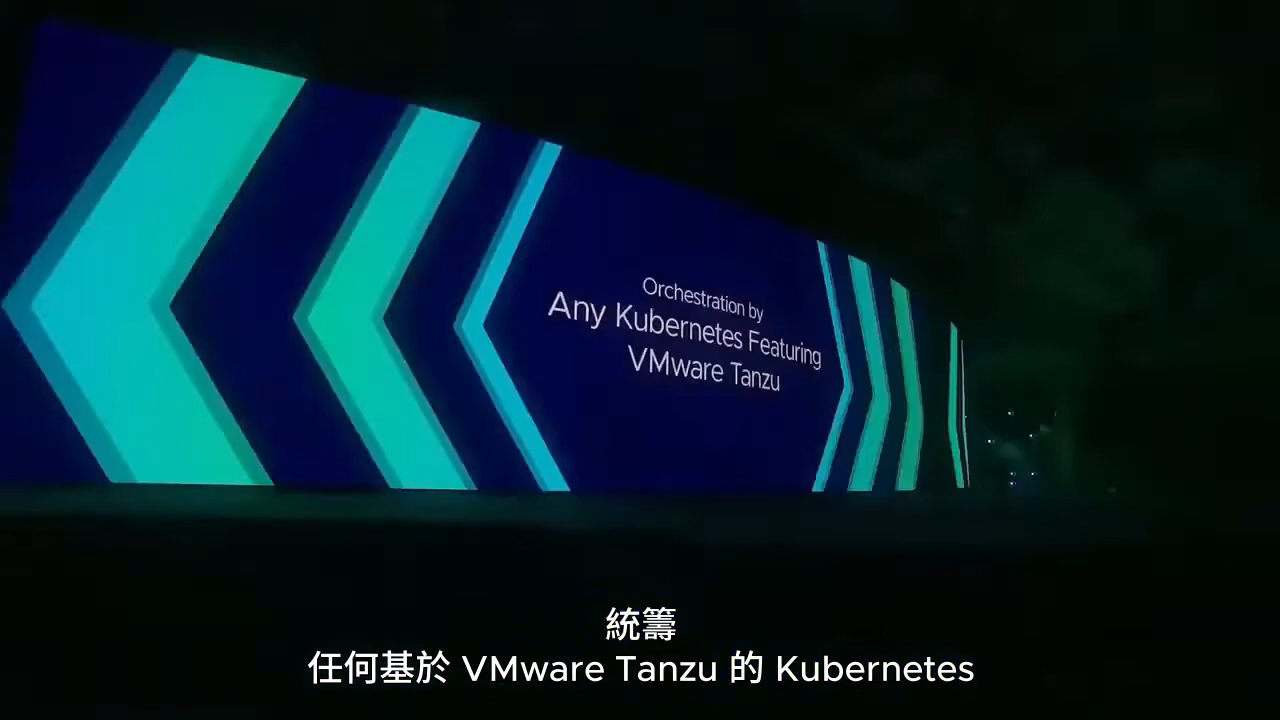 Orchestration by
Any Kubernetes Featuring
VMware Tanzu
統籌
任何基於 VMware Tanzu 的 Kubernetes